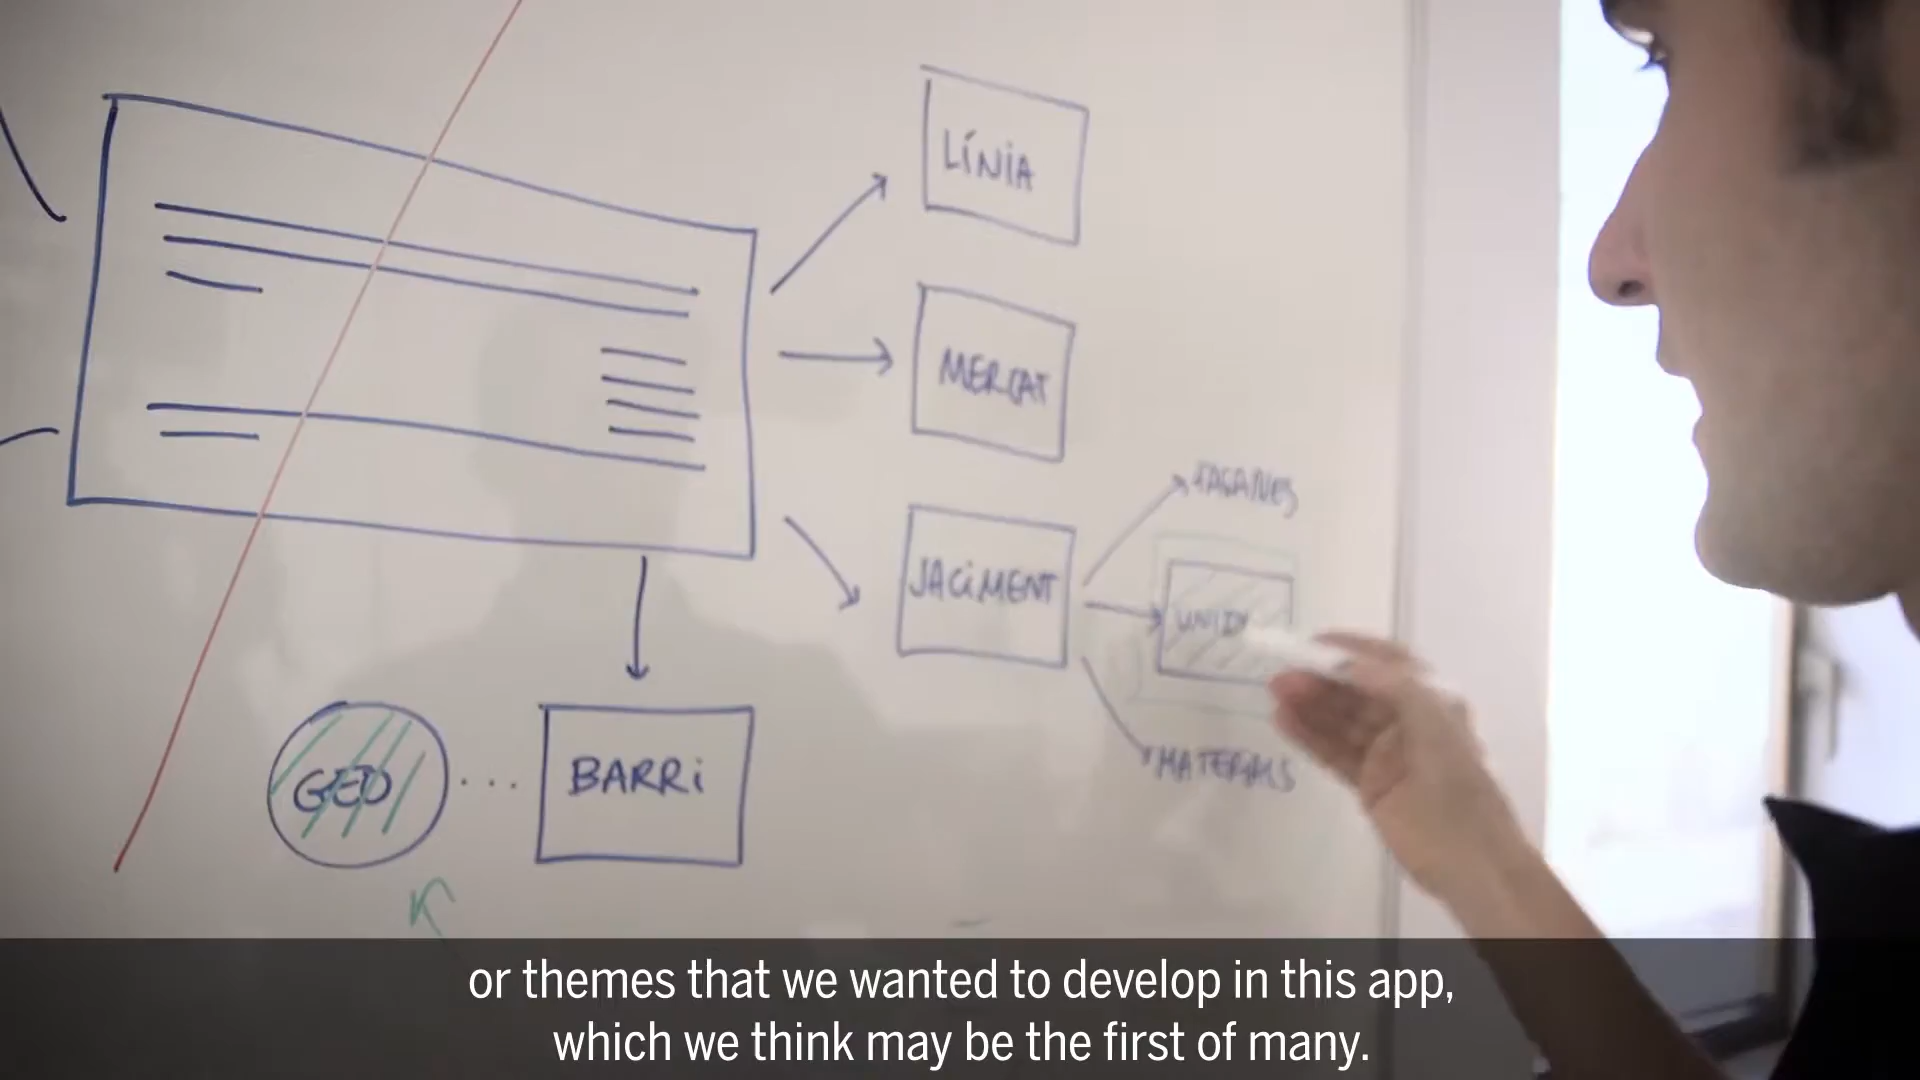 LÍNiA
MERCAT
JACiMENT
MATERIALS
GEO
...
BARRi
or themes that we wanted to develop in this app,
which we think may be the first of many.